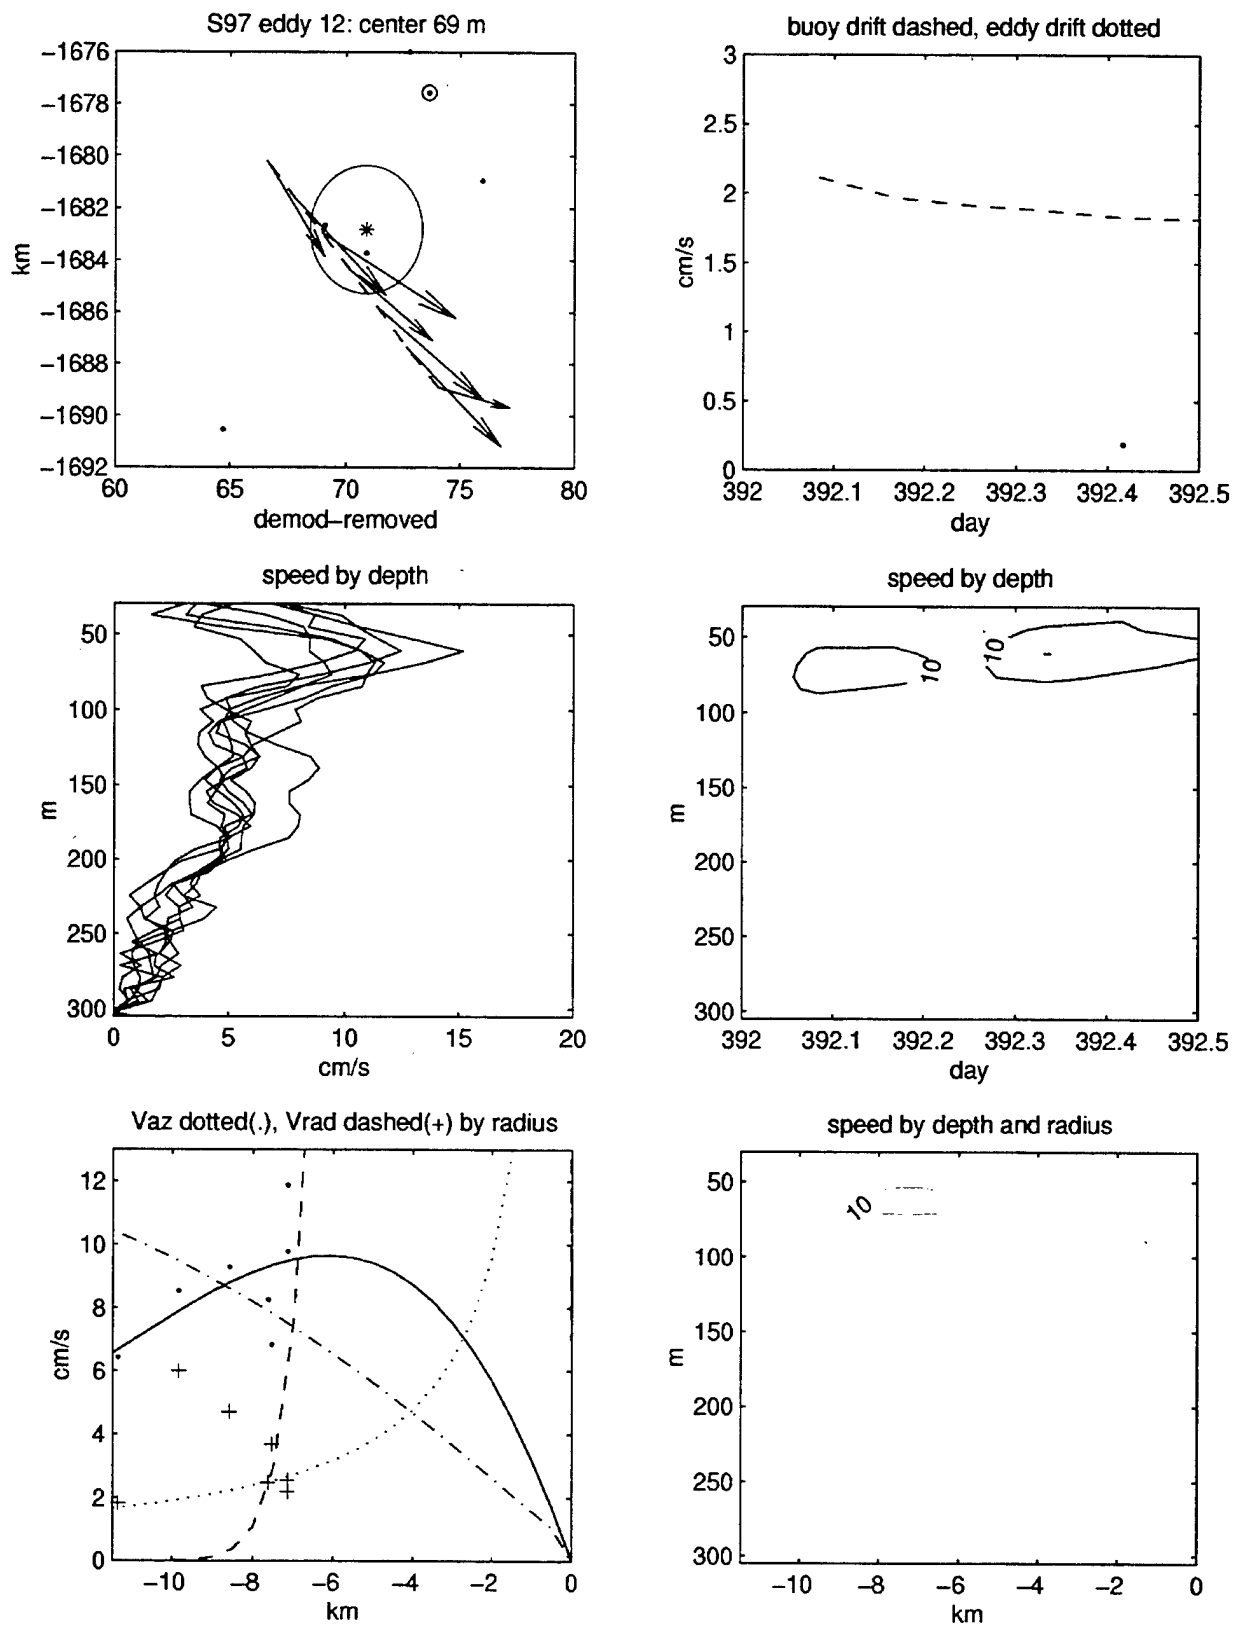 S97 eddy 12: center 69 m
−1676
−1678
−1680
−1682
−1684
−1686
−1688
−1690
−1692
km
60 65 70 75 80
demod−removed
buoy drift dashed, eddy drift dotted
3
2.5
2
1.5
1
0.5
0
cm/s
392 392.1 392.2 392.3 392.4 392.5
day
speed by depth
50
100
150
200
250
300
m
0 5 10 15 20
cm/s
speed by depth
50
100
150
200
250
300
m
10
10
392 392.1 392.2 392.3 392.4 392.5
day
Vaz dotted(.), Vrad dashed(+) by radius
12
10
8
6
4
2
0
cm/s
−10 −8 −6 −4 −2 0
km
speed by depth and radius
50
100
150
200
250
300
m
10
−10 −8 −6 −4 −2 0
km